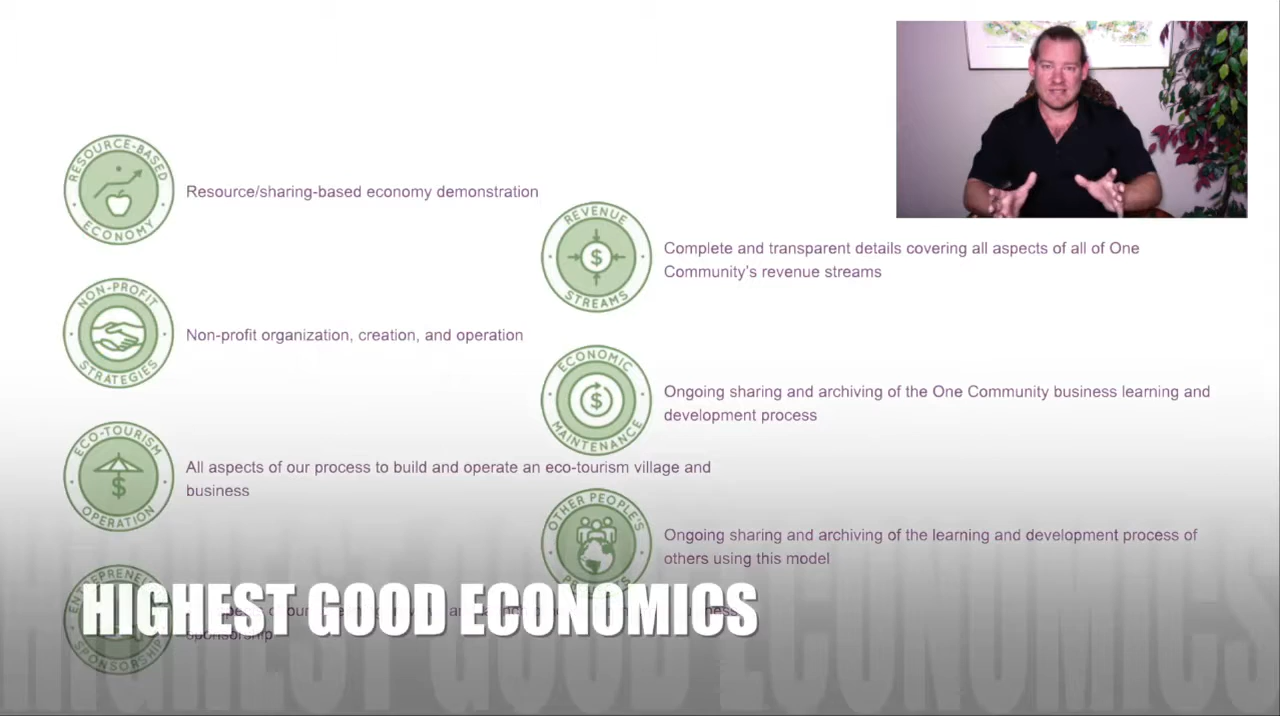 RESOURCE-BASED
ECONOMY
Resource/sharing-based economy demonstration
NON-PROFIT
STRATEGIES
Non-profit organization, creation, and operation
ECO-TOURISM
$
OPERATION
All aspects of our process to build and operate an eco-tourism village and
business
SPONSORSHIP
sponsorship
REVENUE
$
STREAMS
Complete and transparent details covering all aspects of all of One
Community's revenue streams
ECONOMIC
$
MAINTENANCE
Ongoing sharing and archiving of the One Community business learning and
development process
OTHER PEOPLE'S
Ongoing sharing and archiving of the learning and development process of
others using this model
HIGHEST GOOD ECONOMICS
HIGHEST GOOD ECONOMICS